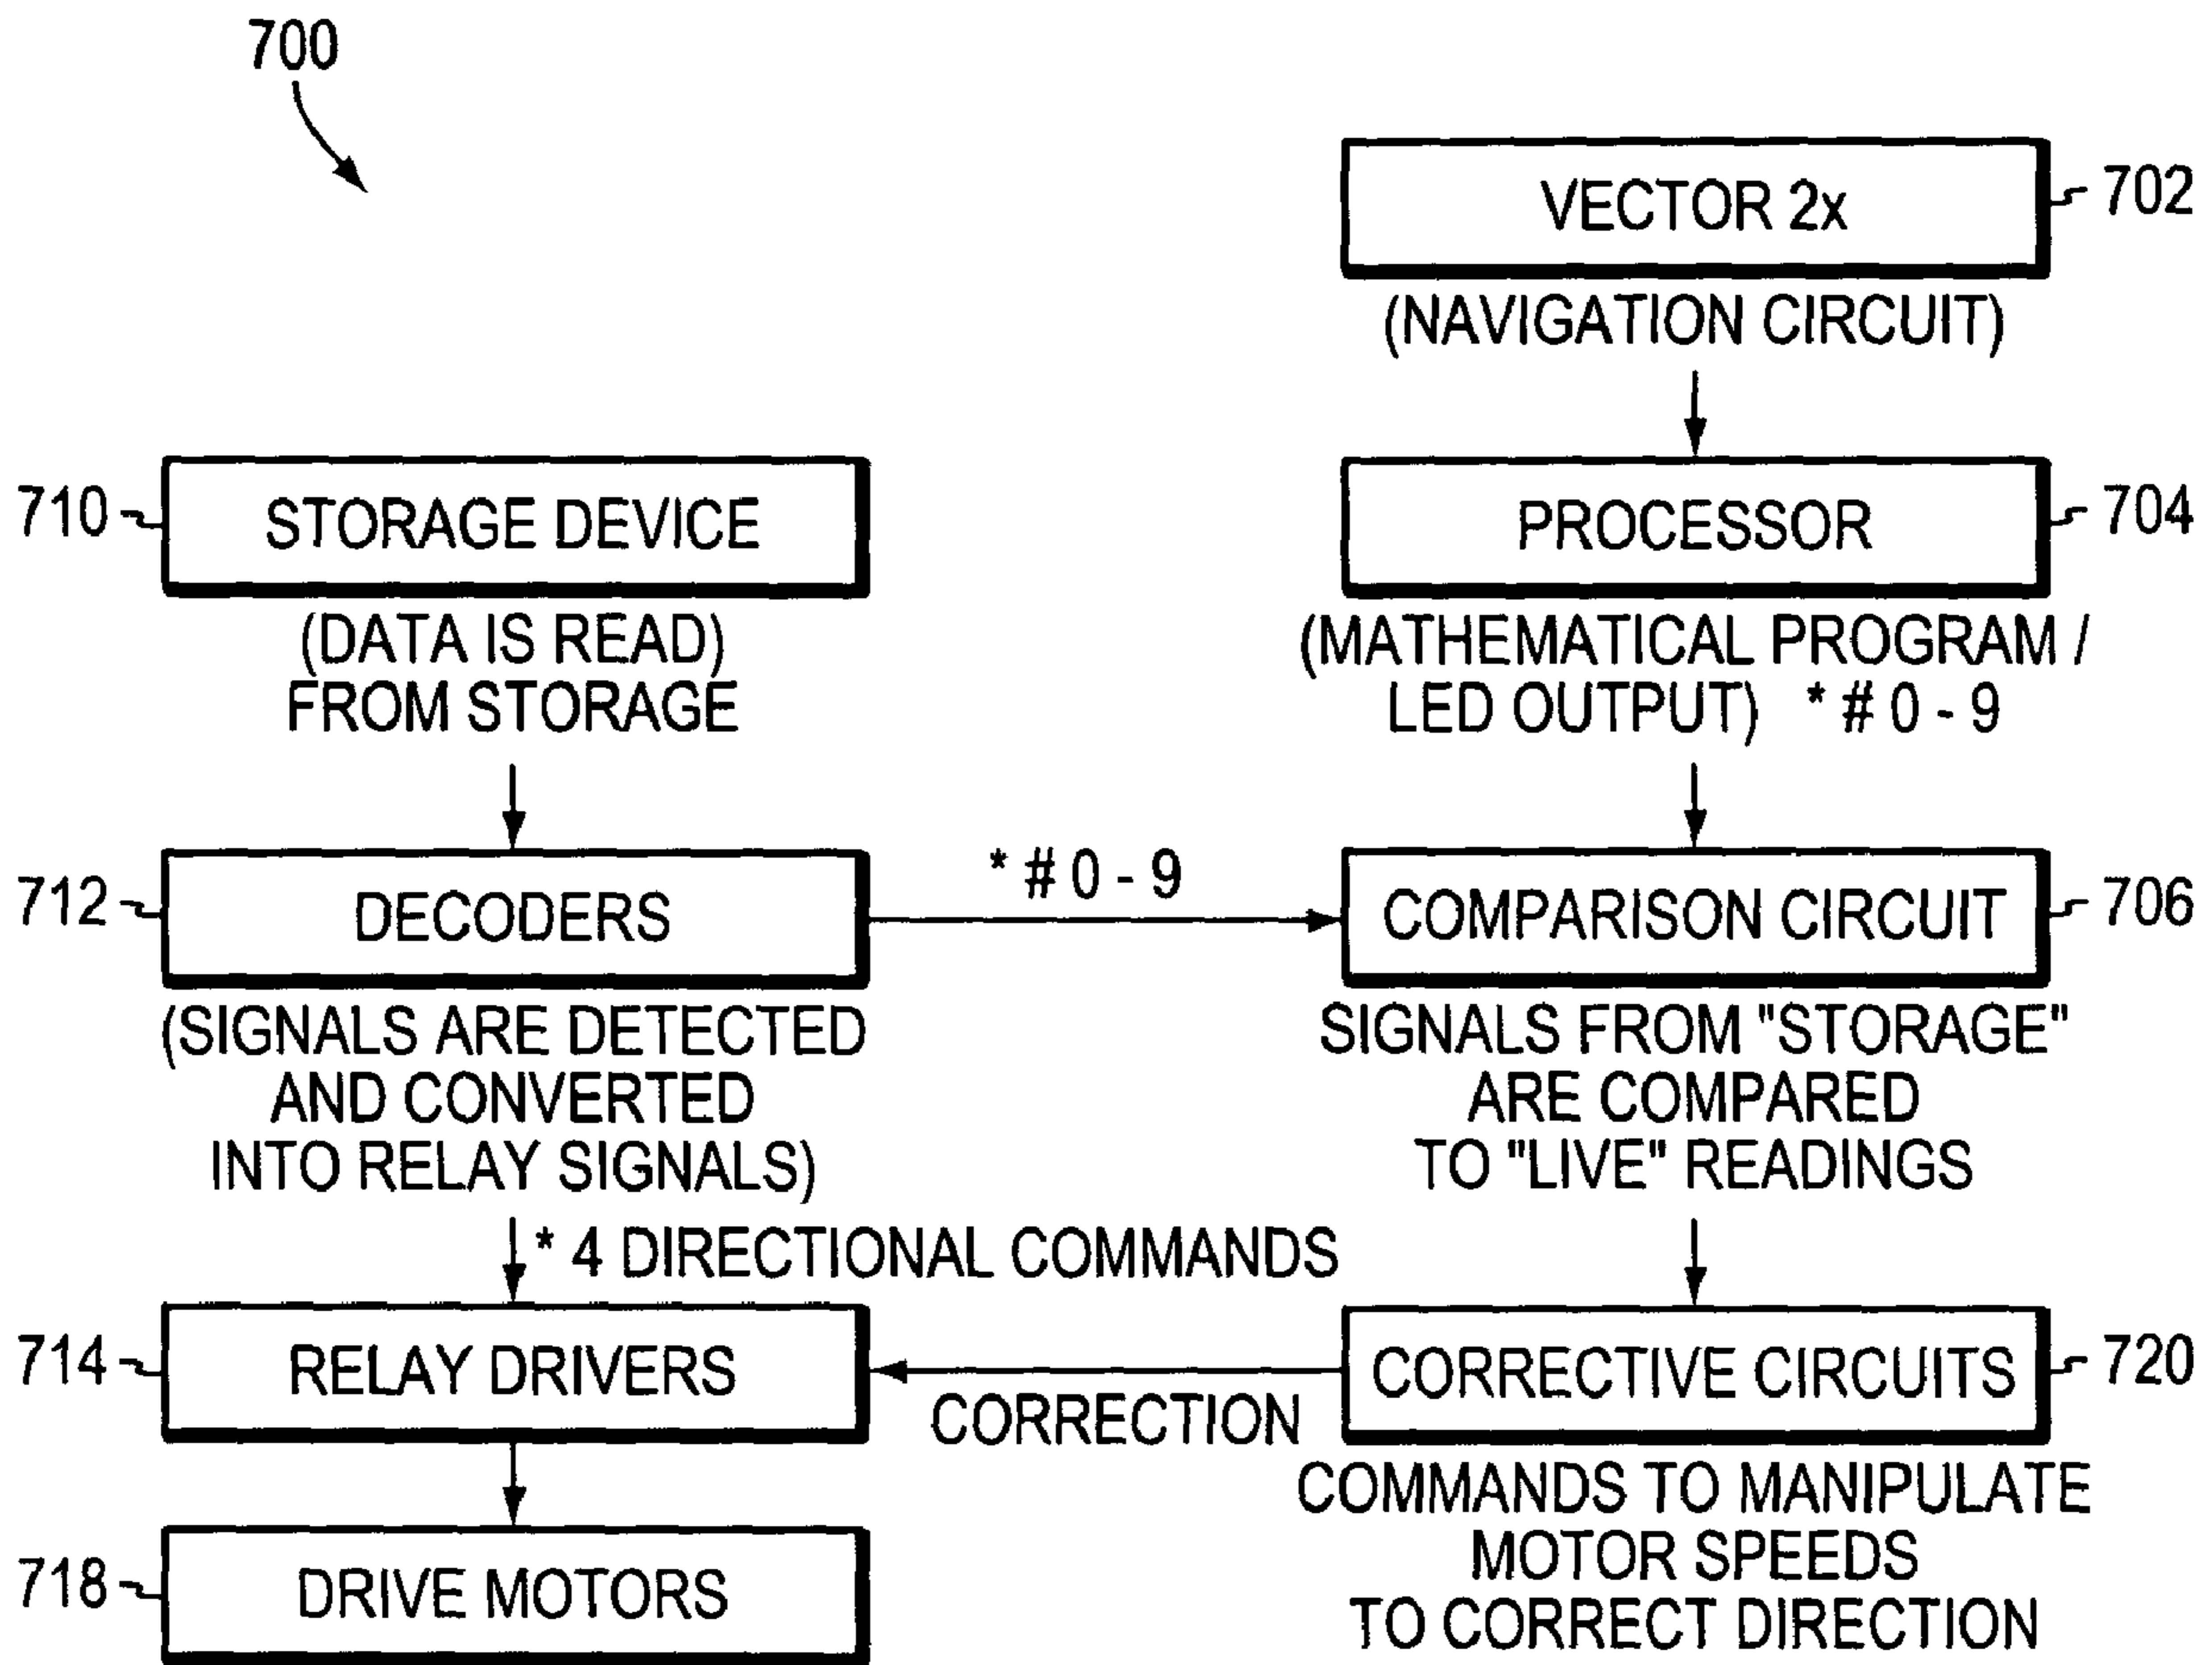 700
VECTOR 2x
702
(NAVIGATION CIRCUIT)
710
STORAGE DEVICE
PROCESSOR
704
(DATA IS READ)
FROM STORAGE
(MATHEMATICAL PROGRAM /
LED OUTPUT) * # 0 - 9
712
DECODERS
* # 0 - 9
COMPARISON CIRCUIT
706
(SIGNALS ARE DETECTED
AND CONVERTED
INTO RELAY SIGNALS)
SIGNALS FROM "STORAGE"
ARE COMPARED
TO "LIVE" READINGS
* 4 DIRECTIONAL COMMANDS
714
RELAY DRIVERS
CORRECTION
CORRECTIVE CIRCUITS
720
COMMANDS TO MANIPULATE
MOTOR SPEEDS
TO CORRECT DIRECTION
718
DRIVE MOTORS